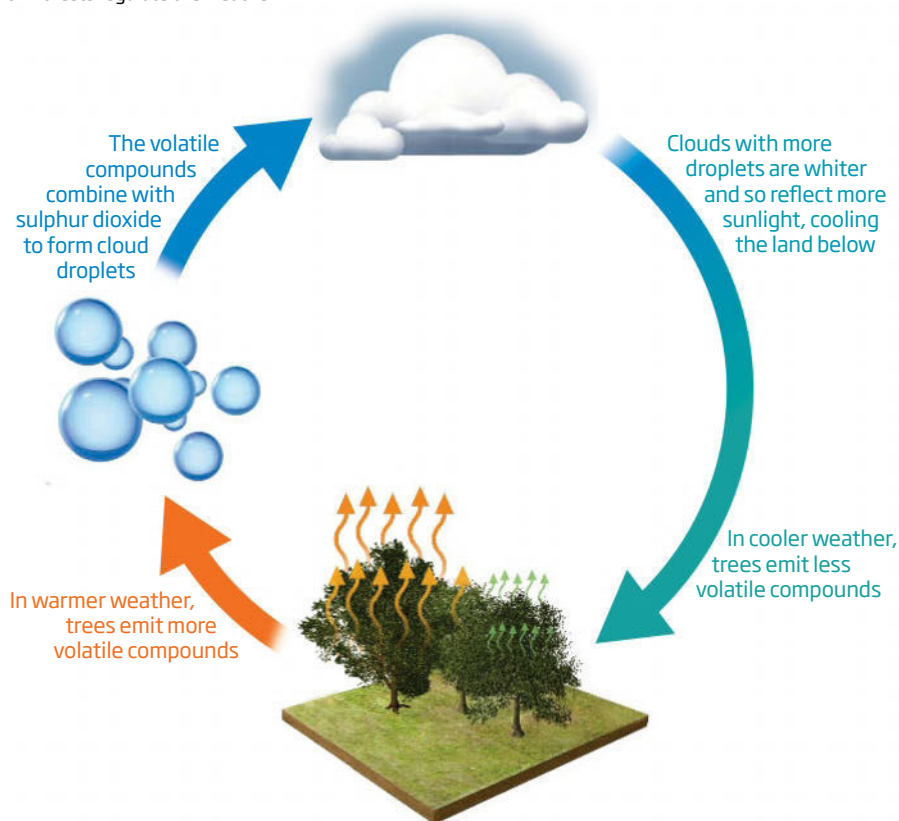 The volatile
compounds
combine with
sulphur dioxide
to form cloud
droplets
Clouds with more
droplets are whiter
and so reflect more
sunlight, cooling
the land below
In cooler weather,
trees emit less
volatile compounds
In warmer weather,
trees emit more
volatile compounds